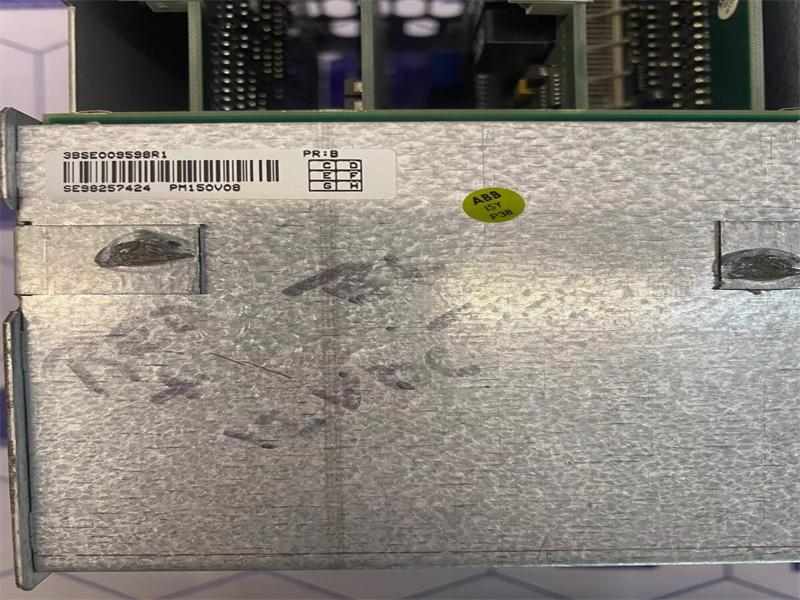 3BSE009598R1
PR:B
C D
E F
G H
SE98257424 PM150V08
ABB
ISY
P38